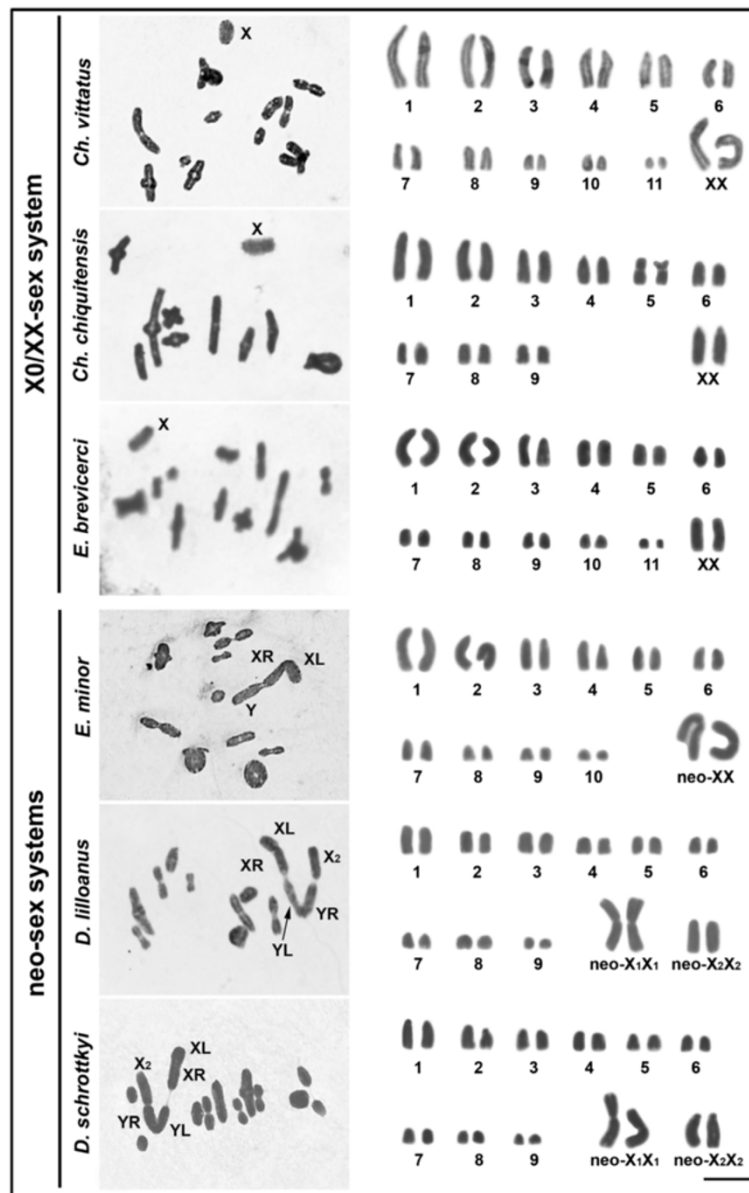 X0/XX-sex system
Ch. vittatus
X
1 2 3 4 5 6
7 8 9 10 11 XX
Ch. chiquitensis
X
1 2 3 4 5 6
7 8 9 XX
E. brevicerci
X
1 2 3 4 5 6
7 8 9 10 11 XX
neo-sex systems
E. minor
XR XL
Y
1 2 3 4 5 6
7 8 9 10 neo-XX
D. lilloanus
XL
XR X₂
YR
YL
1 2 3 4 5 6
7 8 9 neo-X₁X₁ neo-X₂X₂
D. schrottkyi
XL
X₂
XR
YR YL
1 2 3 4 5 6
7 8 9 neo-X₁X₁ neo-X₂X₂